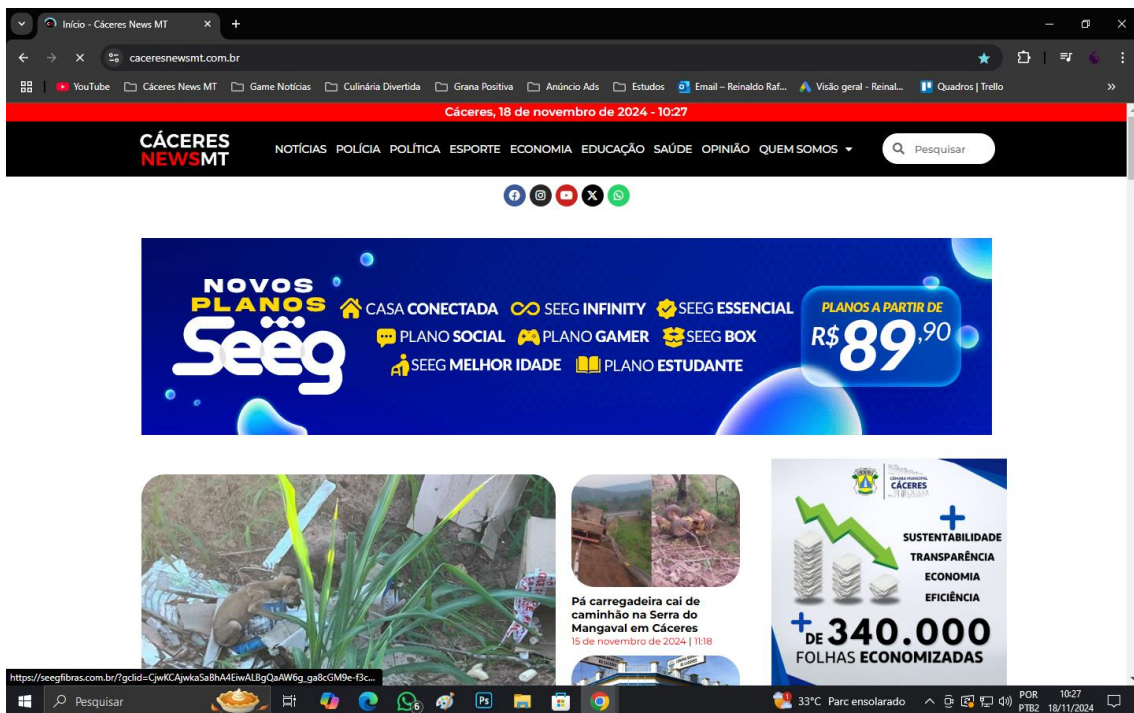 Início - Cáceres News MT
caceresnewsmt.com.br
YouTube Cáceres News MT Game Notícias Culinária Divertida Grana Positiva Anúncio Ads Estudos Email – Reinaldo Raf... Visão geral - Reinal... Quadros | Trello
Cáceres, 18 de novembro de 2024 - 10:27
CÁCERES
NEWSMT
NOTÍCIAS POLÍCIA POLÍTICA ESPORTE ECONOMIA EDUCAÇÃO SAÚDE OPINIÃO QUEM SOMOS
Pesquisar
NOVOS
PLANOS
Seeg
CASA CONECTADA SEEG INFINITY SEEG ESSENCIAL
PLANO SOCIAL PLANO GAMER SEEG BOX
SEEG MELHOR IDADE PLANO ESTUDANTE
PLANOS A PARTIR DE
R$ 89,90
Pá carregadeira cai de
caminhão na Serra do
Mangaval em Cáceres
15 de novembro de 2024 | 11:18
CÂMARA MUNICIPAL
CÁCERES
+
SUSTENTABILIDADE
TRANSPARÊNCIA
ECONOMIA
EFICIÊNCIA
+ DE 340.000
FOLHAS ECONOMIZADAS
https://seegfibras.com.br/?gclid=CjwKCAjwkaSaBhA4EiwALBgQaAW6g_ga8cGM9e-f3c...
Pesquisar
6
Ps
33°C Parc ensolarado
POR
PTB2
10:27
18/11/2024